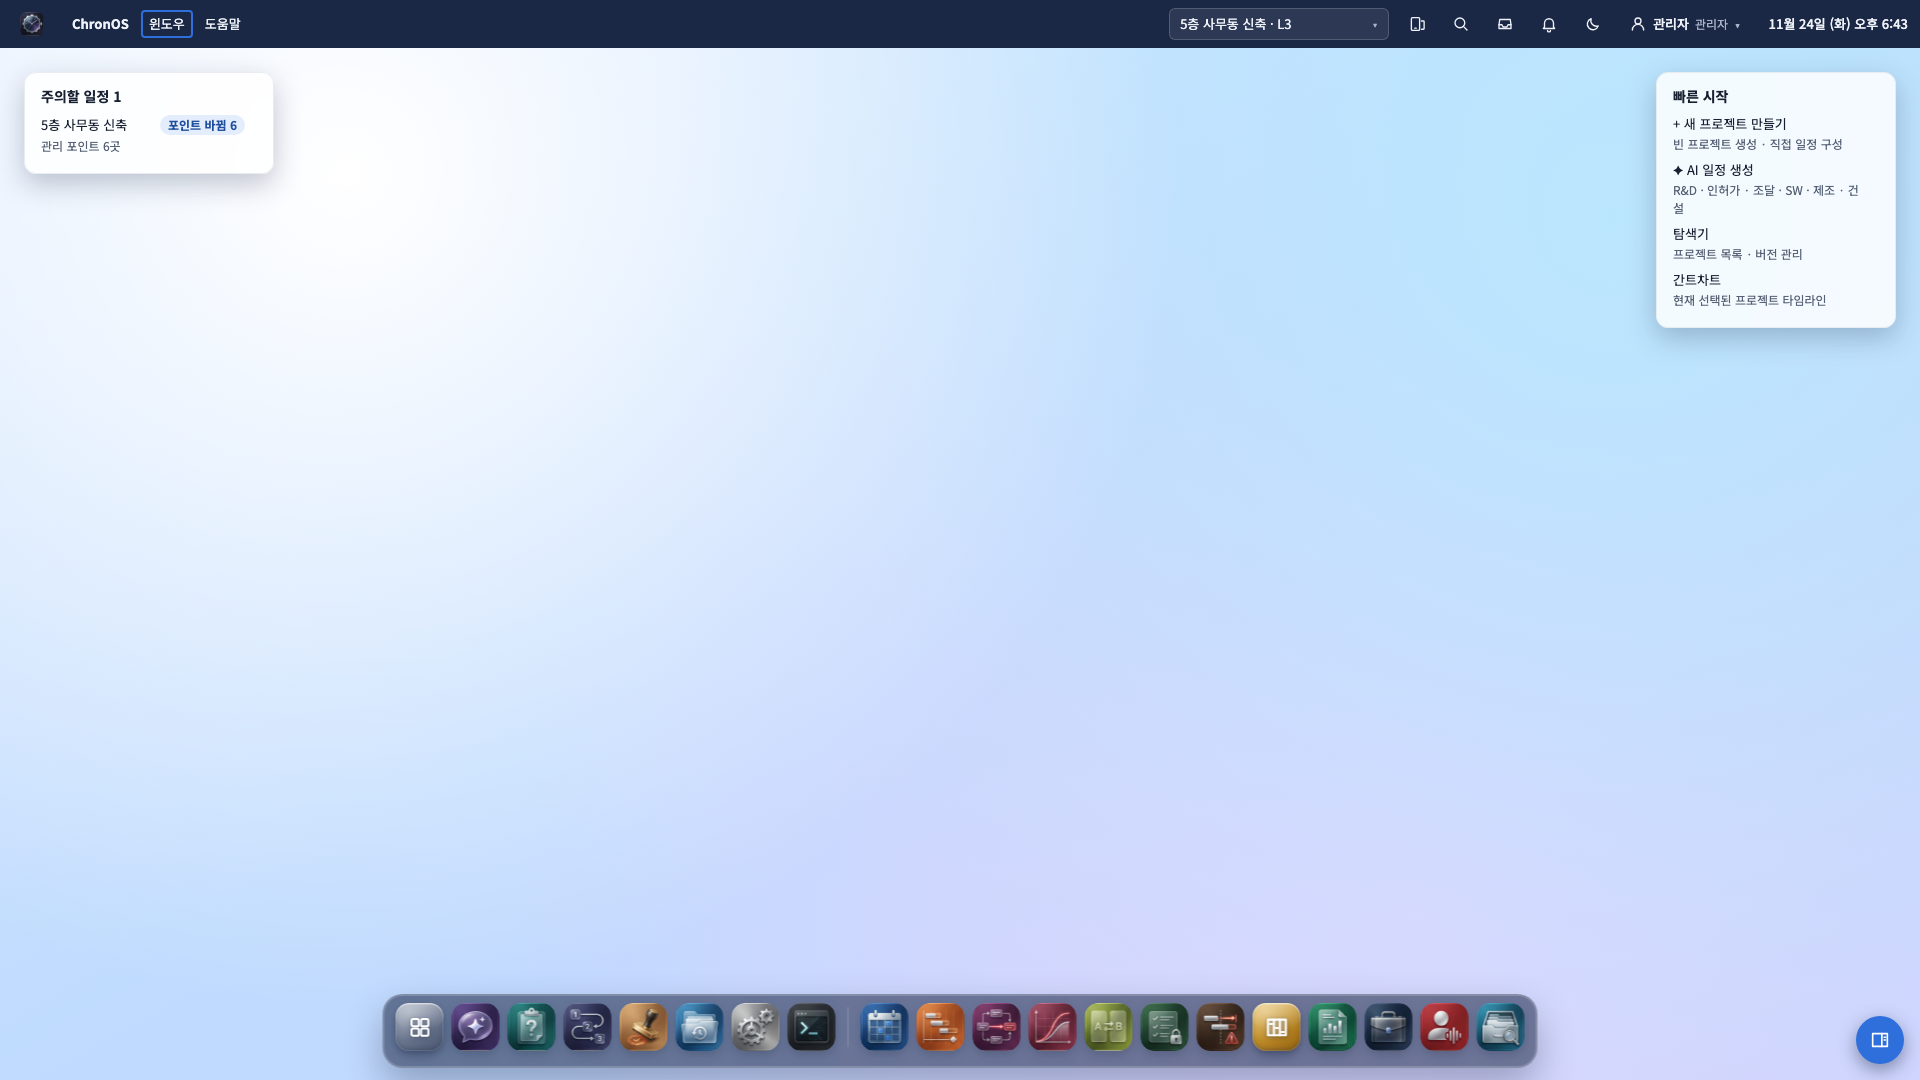 ChronOS 윈도우 도움말 5층 사무동 신축 · L3 관리자 관리자 11월 24일 (화) 오후 6:43
주의할 일정 1
5층 사무동 신축 포인트 바뀜 6
관리 포인트 6곳
빠른 시작
+ 새 프로젝트 만들기
빈 프로젝트 생성 · 직접 일정 구성
✦ AI 일정 생성
R&D · 인허가 · 조달 · SW · 제조 · 건
설
탐색기
프로젝트 목록 · 버전 관리
간트차트
현재 선택된 프로젝트 타임라인
1 2 3
A⇄B